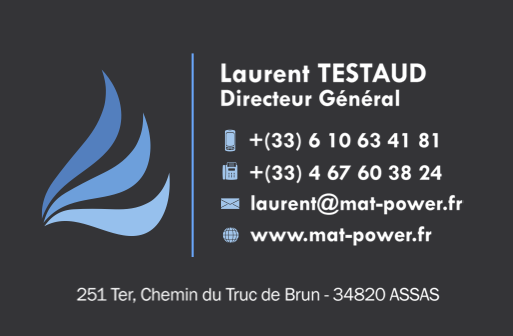 Laurent TESTAUD
Directeur Général
+(33) 6 10 63 41 81
+(33) 4 67 60 38 24
laurent@mat-power.fr
www.mat-power.fr
251 Ter, Chemin du Truc de Brun - 34820 ASSAS